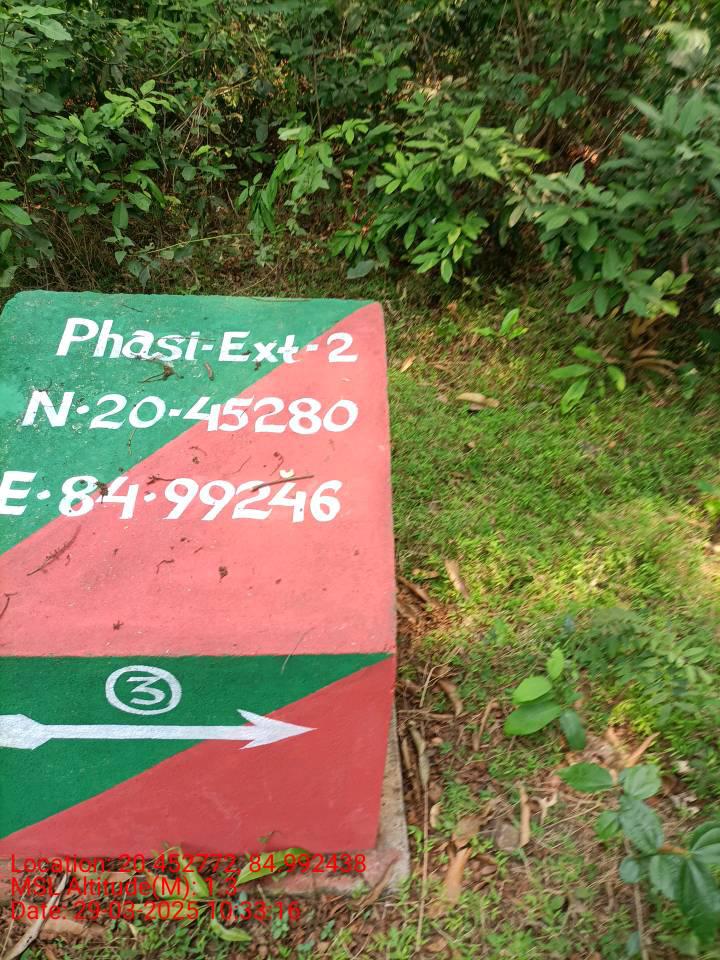 Phasi-Ext-2
N·20·45280
E·84·99246
3
Location: 20.452772, 84.992438
MSL Altitude(M): 1.3
Date: 29-03-2025 10:33:16